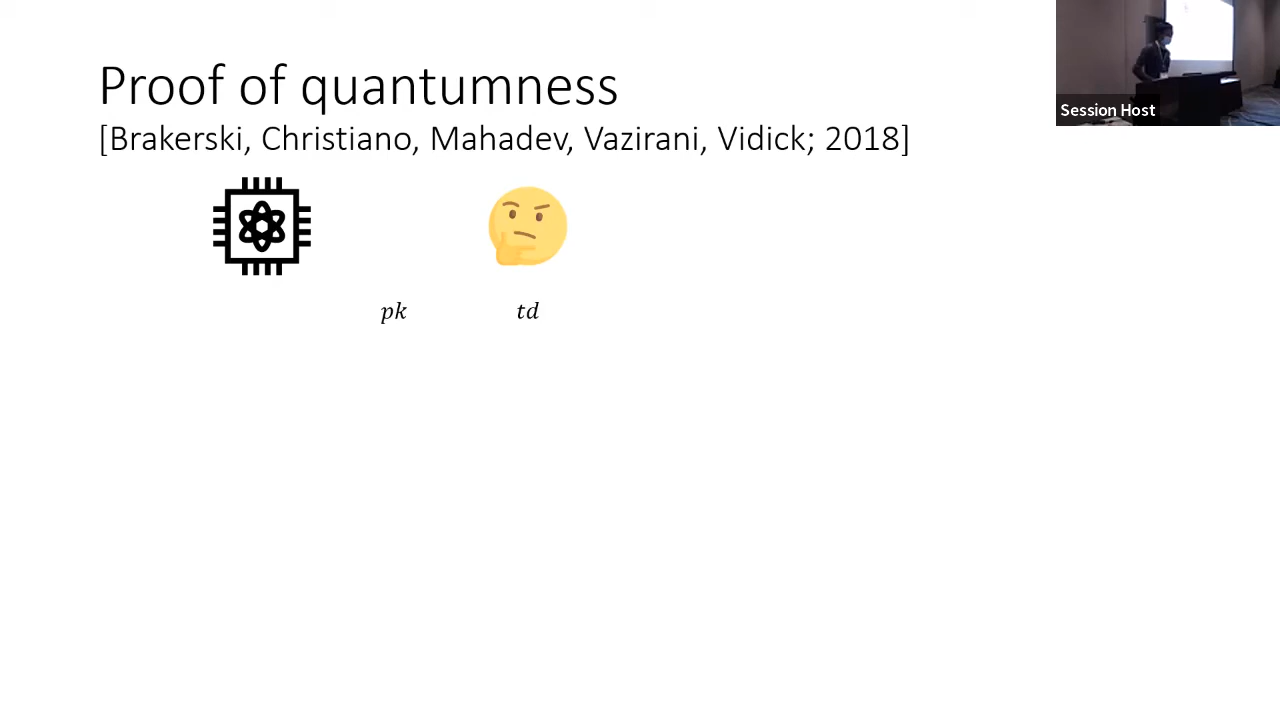 Proof of quantumness
[Brakerski, Christiano, Mahadev, Vazirani, Vidick; 2018]
Session Host
pk td